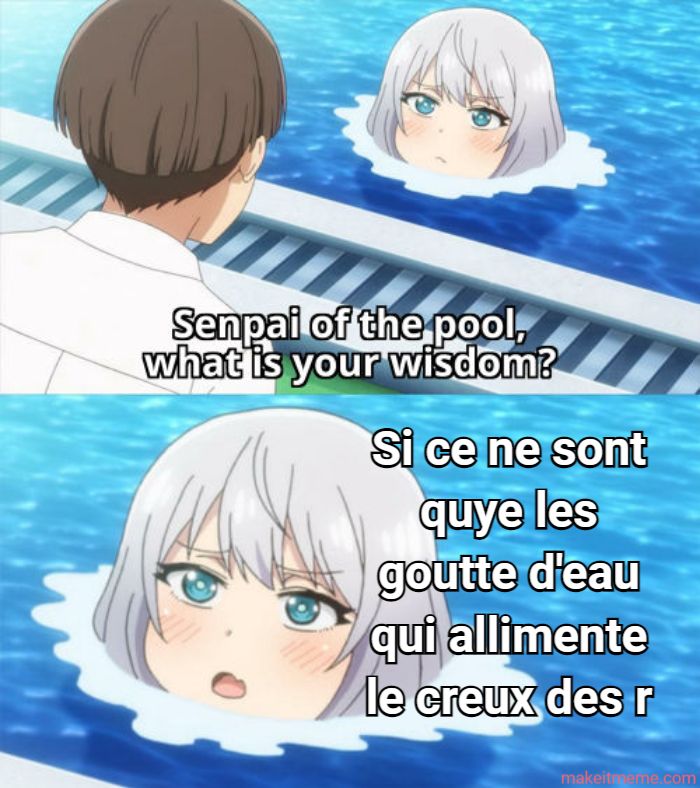 Senpai of the pool,
what is your wisdom?
Si ce ne sont
quye les
goutte d'eau
qui allimente
le creux des r
makeitmeme.com